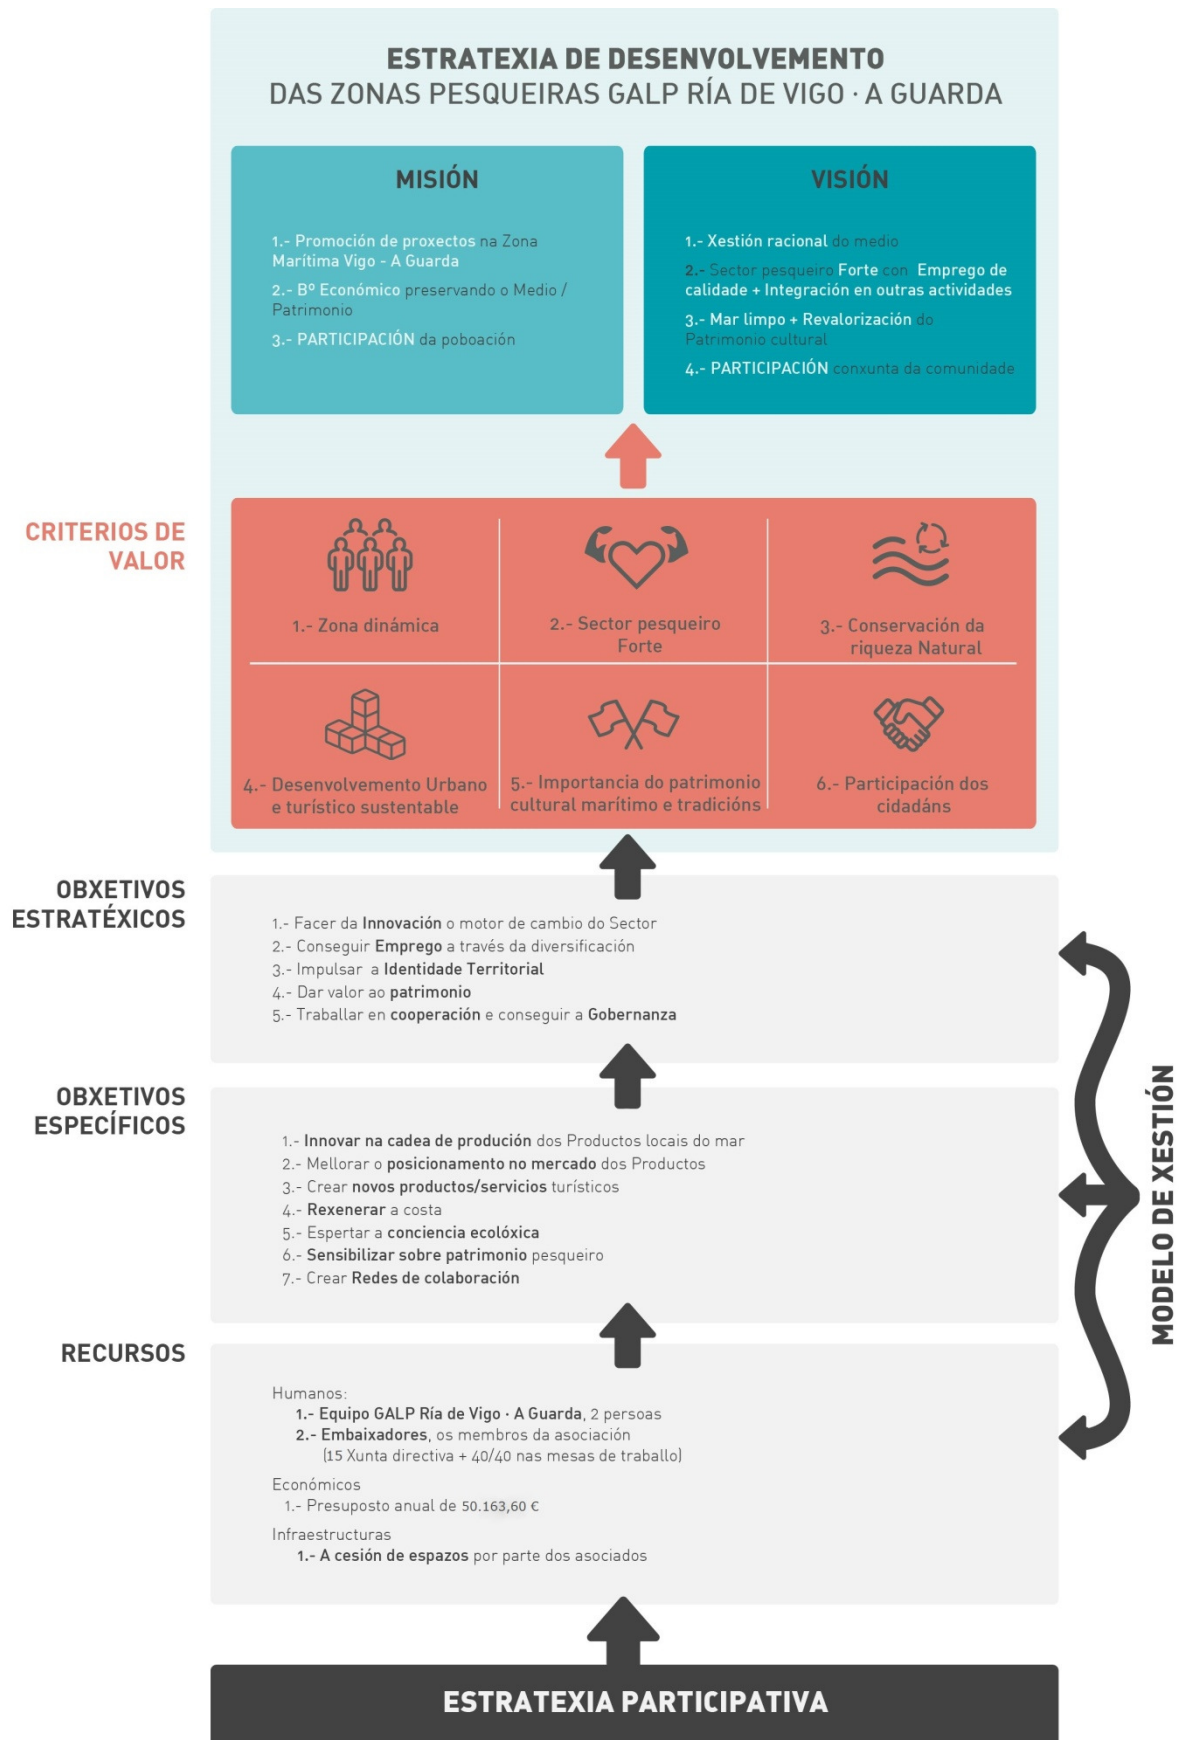 ESTRATEXIA DE DESENVOLVEMENTO
DAS ZONAS PESQUEIRAS GALP RÍA DE VIGO · A GUARDA
MISIÓN
1.- Promoción de proxectos na Zona
Marítima Vigo - A Guarda
2.- Bº Económico preservando o Medio /
Patrimonio
3.- PARTICIPACIÓN da poboación
VISIÓN
1.- Xestión racional do medio
2.- Sector pesqueiro Forte con Emprego de
calidade + Integración en outras actividades
3.- Mar limpo + Revalorización do
Patrimonio cultural
4.- PARTICIPACIÓN conxunta da comunidade
CRITERIOS DE
VALOR
1.- Zona dinámica
2.- Sector pesqueiro
Forte
3.- Conservación da
riqueza Natural
4.- Desenvolvemento Urbano
e turístico sustentable
5.- Importancia do patrimonio
cultural marítimo e tradicións
6.- Participación dos
cidadáns
OBXETIVOS
ESTRATÉXICOS
1.- Facer da Innovación o motor de cambio do Sector
2.- Conseguir Emprego a través da diversificación
3.- Impulsar a Identidade Territorial
4.- Dar valor ao patrimonio
5.- Traballar en cooperación e conseguir a Gobernanza
OBXETIVOS
ESPECÍFICOS
1.- Innovar na cadea de produción dos Productos locais do mar
2.- Mellorar o posicionamento no mercado dos Productos
3.- Crear novos productos/servicios turísticos
4.- Rexenerar a costa
5.- Espertar a conciencia ecolóxica
6.- Sensibilizar sobre patrimonio pesqueiro
7.- Crear Redes de colaboración
MODELO DE XESTIÓN
RECURSOS
Humanos:
1.- Equipo GALP Ría de Vigo · A Guarda, 2 persoas
2.- Embaixadores, os membros da asociación
(15 Xunta directiva + 40/40 nas mesas de traballo)
Económicos
1.- Presuposto anual de 50.163,60 €
Infraestructuras
1.- A cesión de espazos por parte dos asociados
ESTRATEXIA PARTICIPATIVA